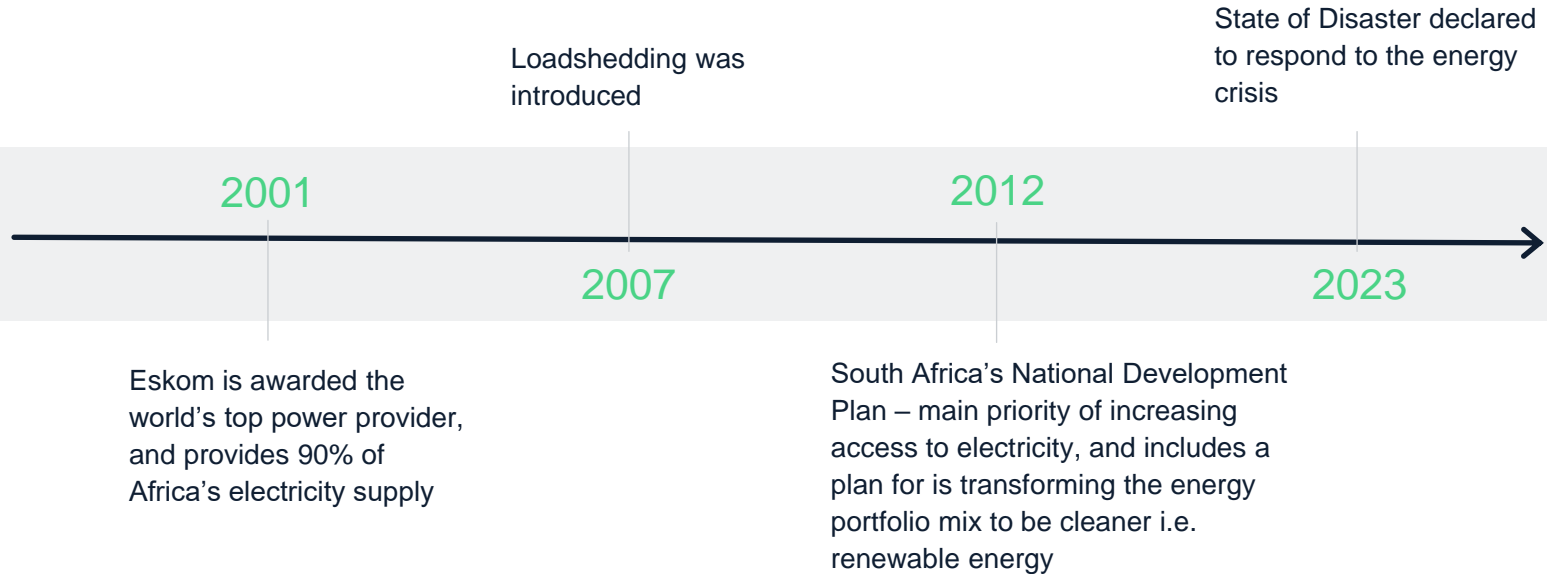 State of Disaster declared
to respond to the energy
crisis
Loadshedding was
introduced
2001
2012
2007
2023
Eskom is awarded the
world’s top power provider,
and provides 90% of
Africa’s electricity supply
South Africa’s National Development
Plan – main priority of increasing
access to electricity, and includes a
plan for is transforming the energy
portfolio mix to be cleaner i.e.
renewable energy